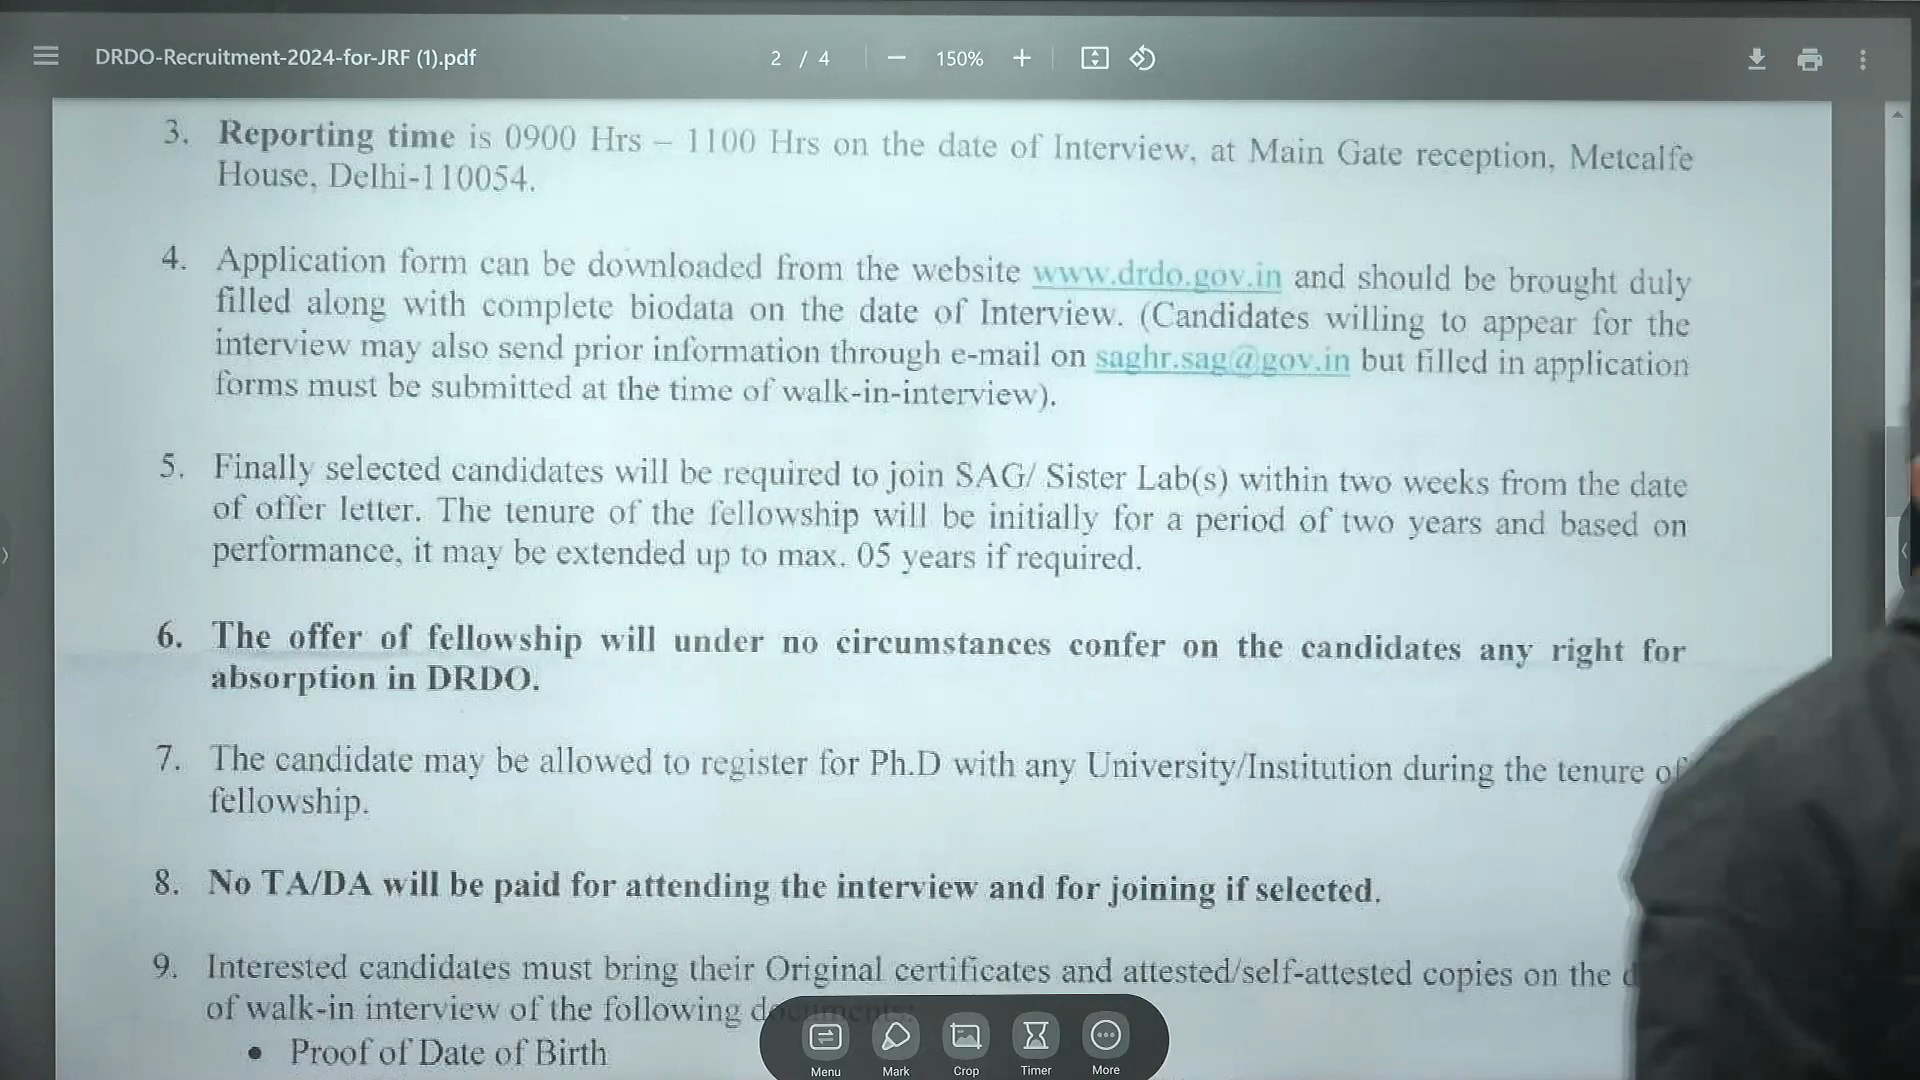 DRDO-Recruitment-2024-for-JRF (1).pdf
2 / 4
150%
3. Reporting time is 0900 Hrs – 1100 Hrs on the date of Interview, at Main Gate reception, Metcalfe
House, Delhi-110054.
4. Application form can be downloaded from the website www.drdo.gov.in and should be brought duly
filled along with complete biodata on the date of Interview. (Candidates willing to appear for the
interview may also send prior information through e-mail on saghr.sag@gov.in but filled in application
forms must be submitted at the time of walk-in-interview).
5. Finally selected candidates will be required to join SAG/ Sister Lab(s) within two weeks from the date
of offer letter. The tenure of the fellowship will be initially for a period of two years and based on
performance, it may be extended up to max. 05 years if required.
6. The offer of fellowship will under no circumstances confer on the candidates any right for
absorption in DRDO.
7. The candidate may be allowed to register for Ph.D with any University/Institution during the tenure of
fellowship.
8. No TA/DA will be paid for attending the interview and for joining if selected.
9. Interested candidates must bring their Original certificates and attested/self-attested copies on the
of walk-in interview of the following documents:
• Proof of Date of Birth
Menu
Mark
Crop
Timer
More